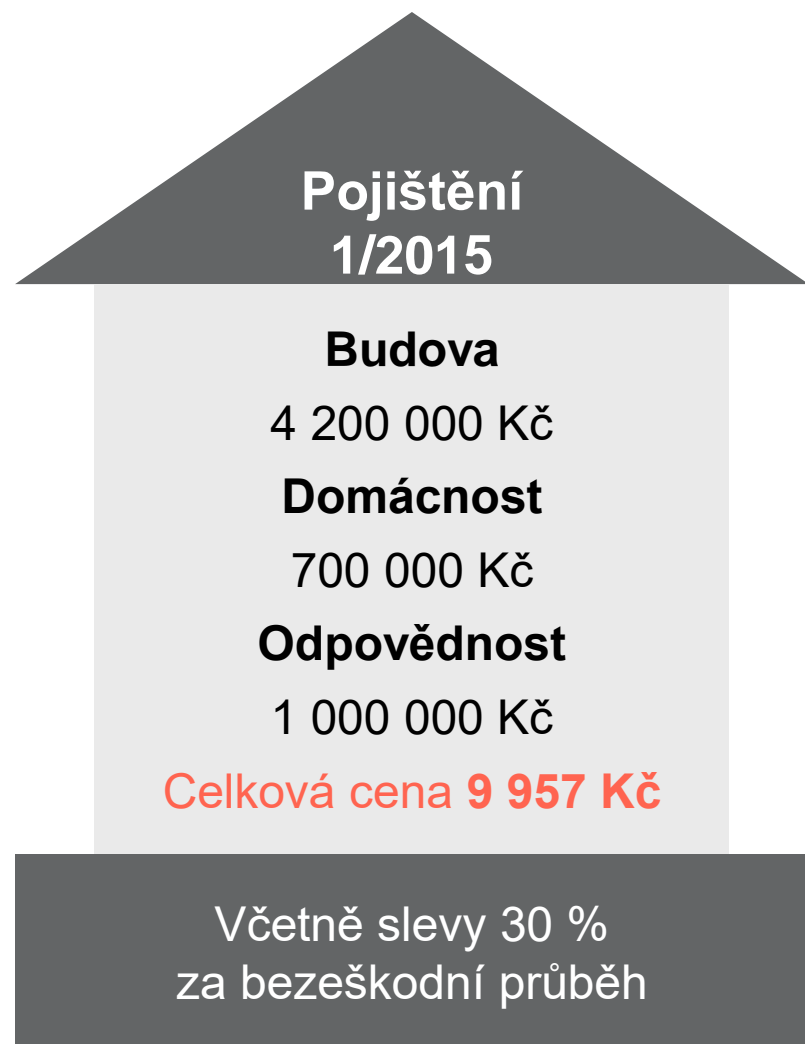 Pojištění
1/2015
Budova
4 200 000 Kč
Domácnost
700 000 Kč
Odpovědnost
1 000 000 Kč
Celková cena 9 957 Kč
Včetně slevy 30 %
za bezeškodní průběh